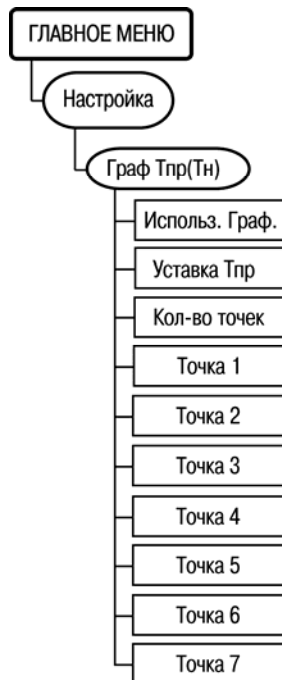 ГЛАВНОЕ МЕНЮ
Настройка
Граф Тпр(Тн)
Использ. Граф.
Уставка Тпр
Кол-во точек
Точка 1
Точка 2
Точка 3
Точка 4
Точка 5
Точка 6
Точка 7